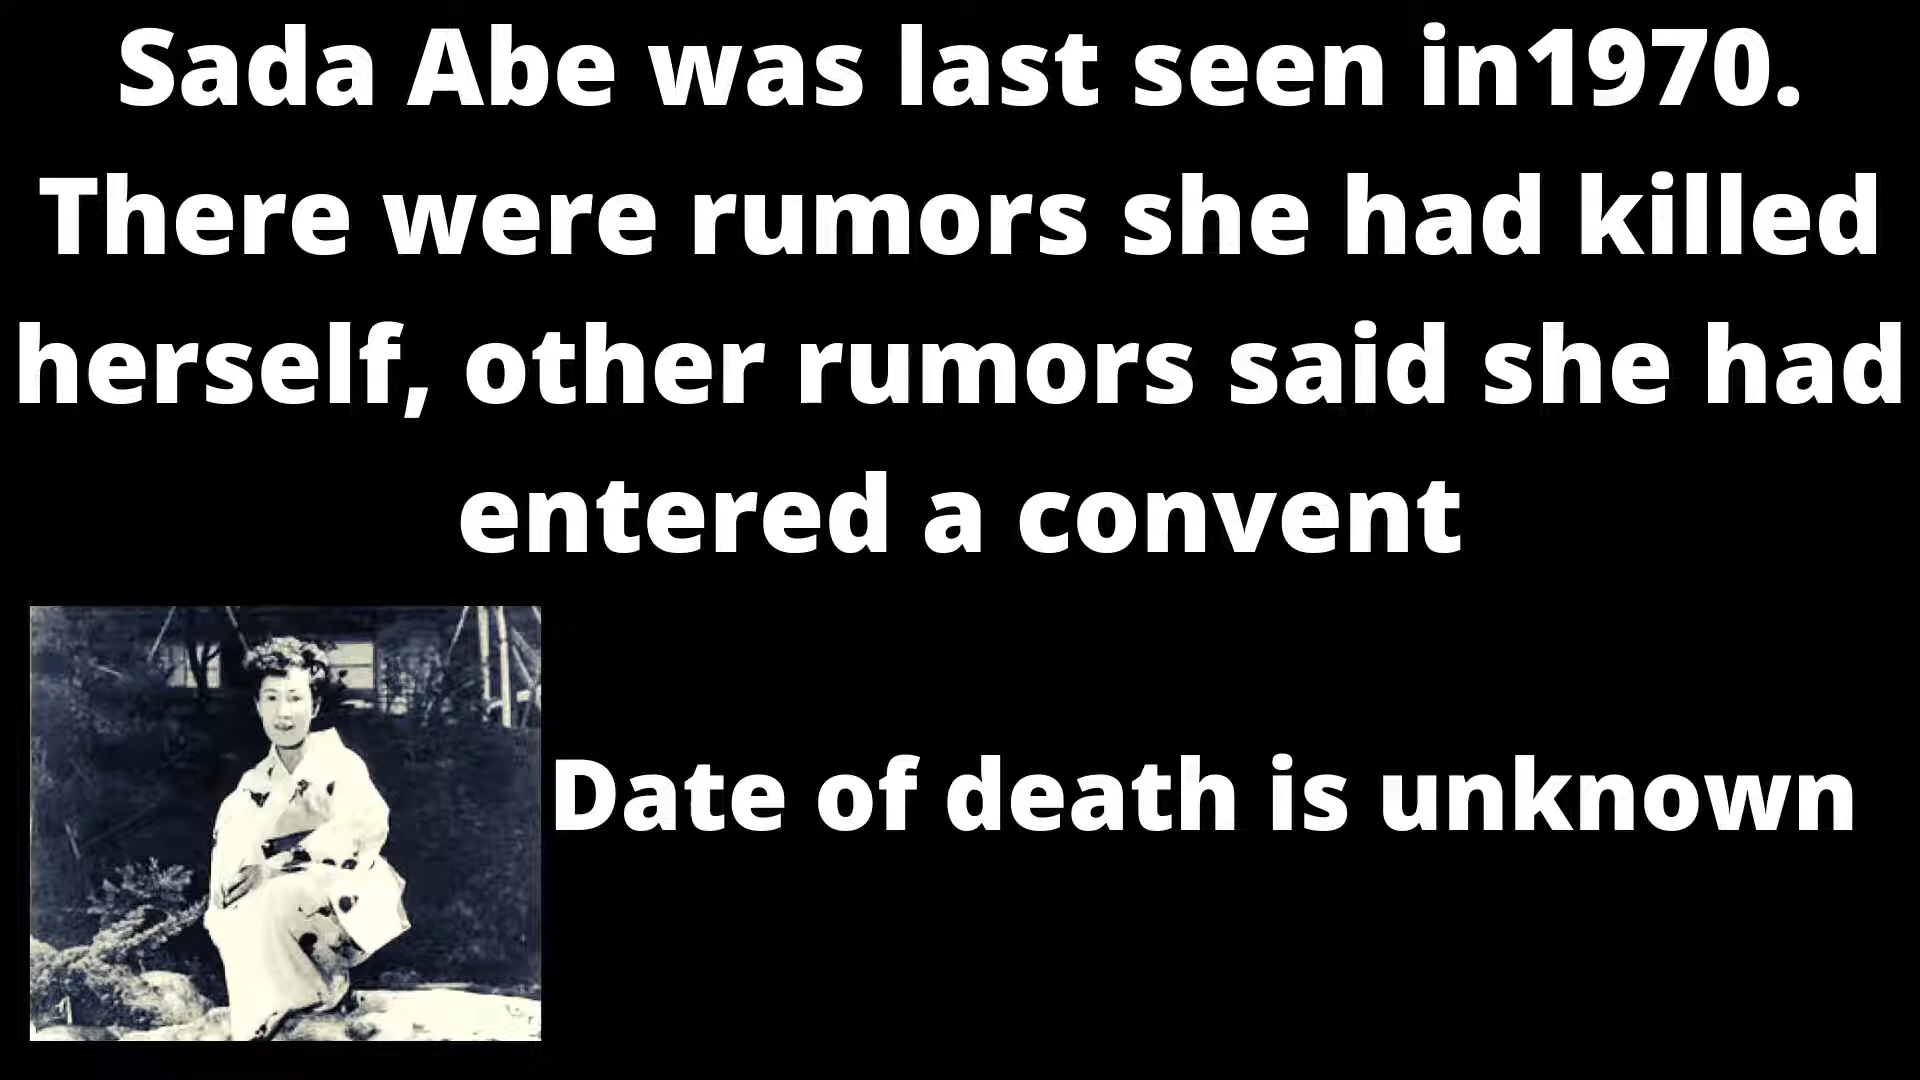 Sada Abe was last seen in1970.
There were rumors she had killed
herself, other rumors said she had
entered a convent
Date of death is unknown